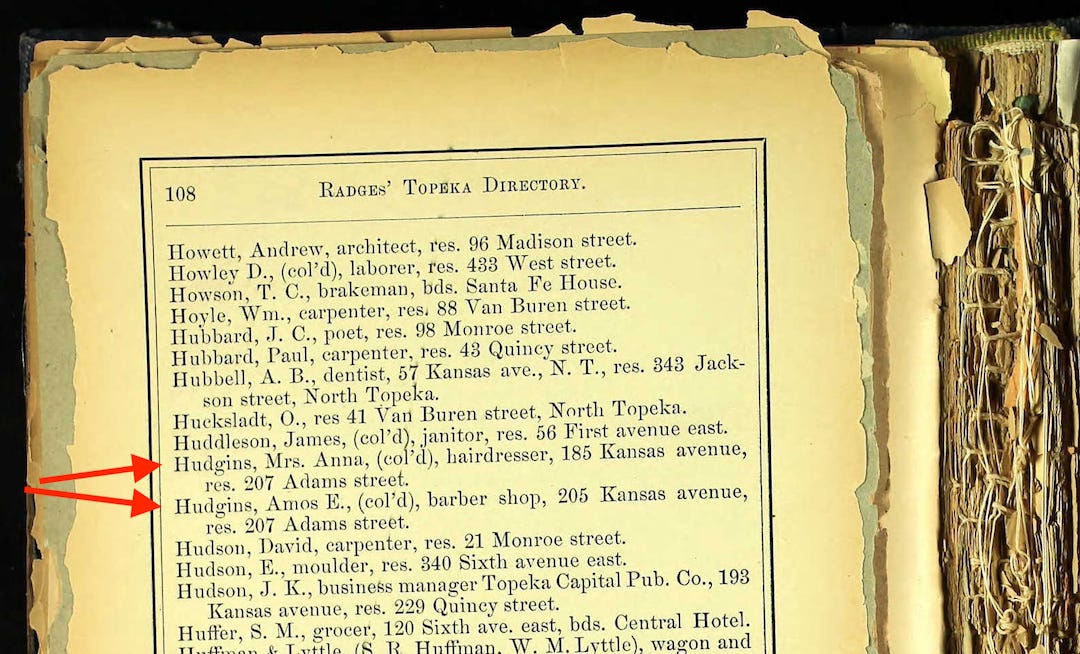 108
RADGES' TOPEKA DIRECTORY.
Howett, Andrew, architect, res. 96 Madison street.
Howley D., (col'd), laborer, res. 433 West street.
Howson, T. C., brakeman, bds. Santa Fe House.
Hoyle, Wm., carpenter, res. 88 Van Buren street.
Hubbard, J. C., poet, res. 98 Monroe street.
Hubbard, Paul, carpenter, res. 43 Quincy street.
Hubbell, A. B., dentist, 57 Kansas ave., N. T., res. 343 Jack-
son street, North Topeka.
Hucksladt, O., res 41 Van Buren street, North Topeka.
Huddleson, James, (col'd), janitor, res. 56 First avenue east.
Hudgins, Mrs. Anna, (col'd), hairdresser, 185 Kansas avenue,
res. 207 Adams street.
Hudgins, Amos E., (col'd), barber shop, 205 Kansas avenue,
res. 207 Adams street.
Hudson, David, carpenter, res. 21 Monroe street.
Hudson, E., moulder, res. 340 Sixth avenue east.
Hudson, J. K., business manager Topeka Capital Pub. Co., 193
Kansas avenue, res. 229 Quincy street.
Huffer, S. M., grocer, 120 Sixth ave. east, bds. Central Hotel.
Huffman & Lyttle, (S. R. Huffman, W. M. Lyttle), wagon and